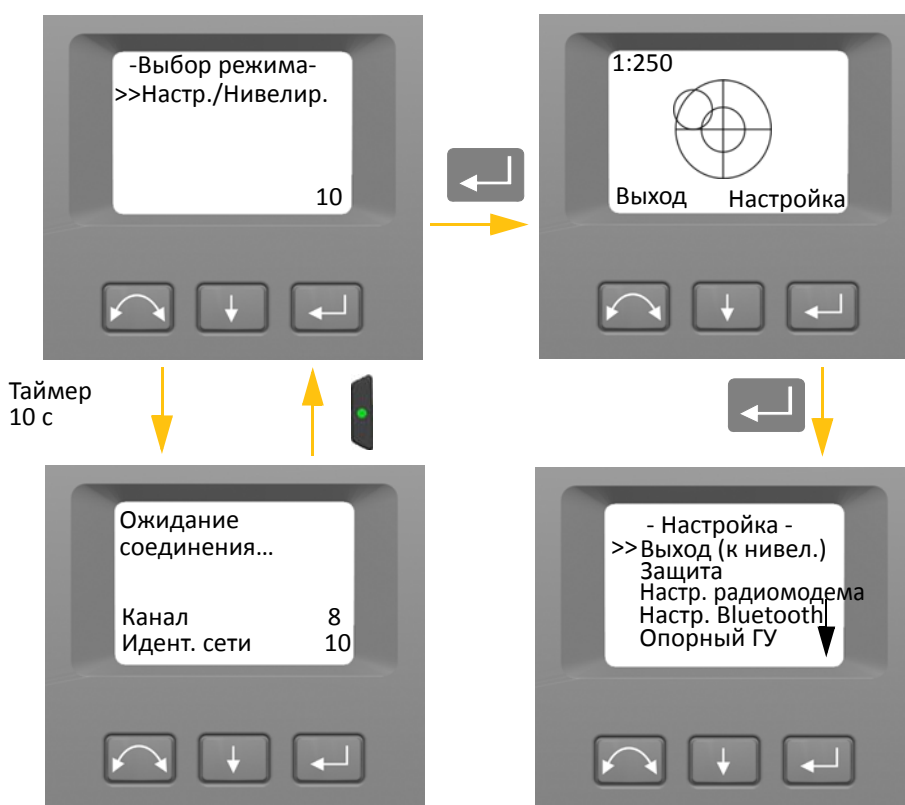 -Выбор режима-
>>Настр./Нивелир.
10
1:250
Выход Настройка
Таймер
10 с
Ожидание
соединения...
Канал 8
Идент. сети 10
- Настройка -
>>Выход (к нивел.)
Защита
Настр. радиомодема
Настр. Bluetooth
Опорный ГУ